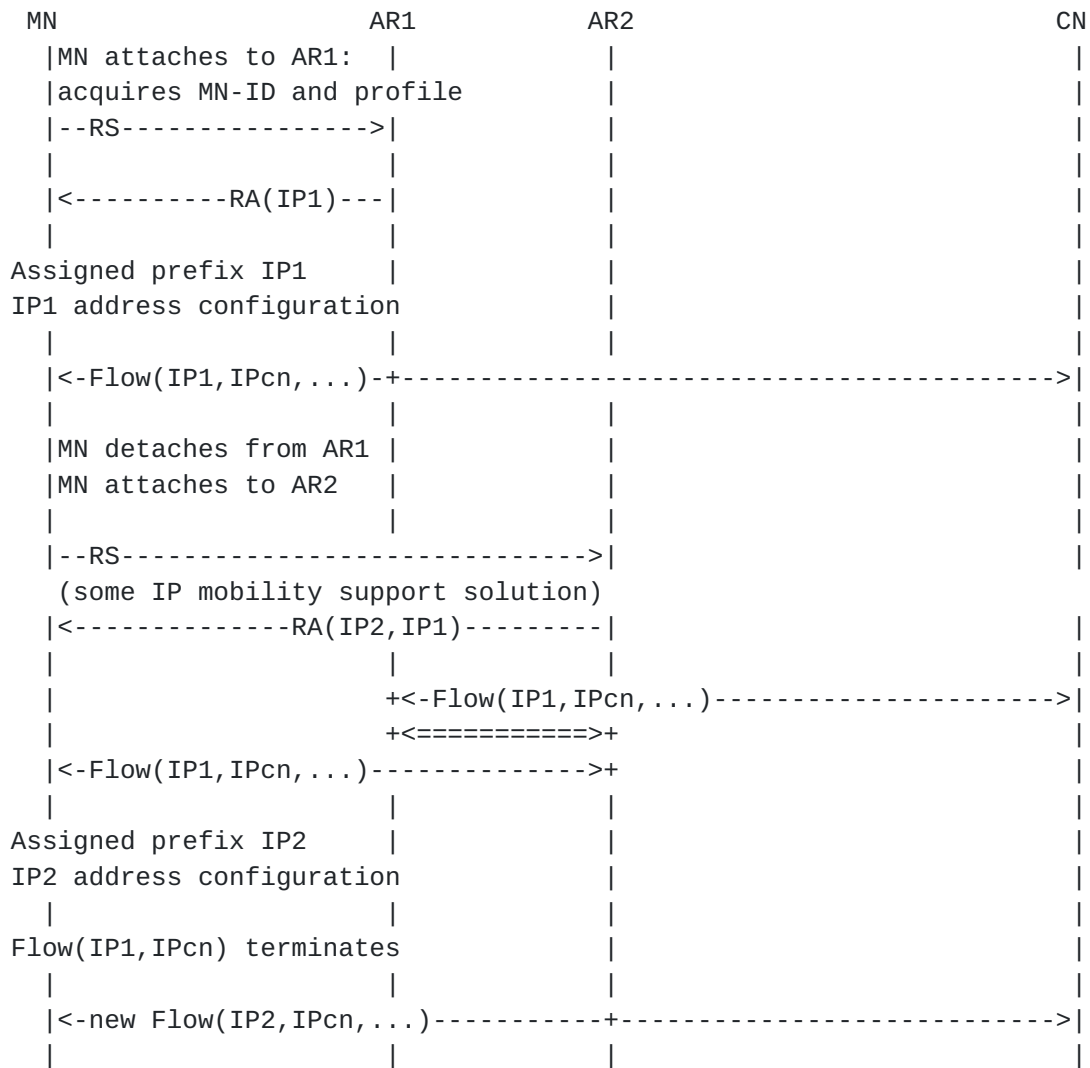 MN                     AR1            AR2                              CN
  |MN attaches to AR1:  |              |                                |
  |acquires MN-ID and profile          |                                |
  |--RS---------------->|              |                                |
  |                     |              |                                |
  |<----------RA(IP1)---|              |                                |
  |                     |              |                                |
Assigned prefix IP1     |              |                                |
IP1 address configuration              |                                |
  |                     |              |                                |
  |<-Flow(IP1,IPcn,...)-+------------------------------------------>|
  |                     |              |                                |
  |MN detaches from AR1 |              |                                |
  |MN attaches to AR2   |              |                                |
  |                     |              |                                |
  |--RS------------------------------>|                                |
   (some IP mobility support solution)
  |<--------------RA(IP2,IP1)---------|                                |
  |                     |              |                                |
  |                     +<-Flow(IP1,IPcn,...)---------------------->|
  |                     +<===========>+                                |
  |<-Flow(IP1,IPcn,...)-------------->+                                |
  |                     |              |                                |
Assigned prefix IP2     |              |                                |
IP2 address configuration              |                                |
  |                     |              |                                |
Flow(IP1,IPcn) terminates              |                                |
  |                     |              |                                |
  |<-new Flow(IP2,IPcn,...)-----------+---------------------------->|
  |                     |              |                                |